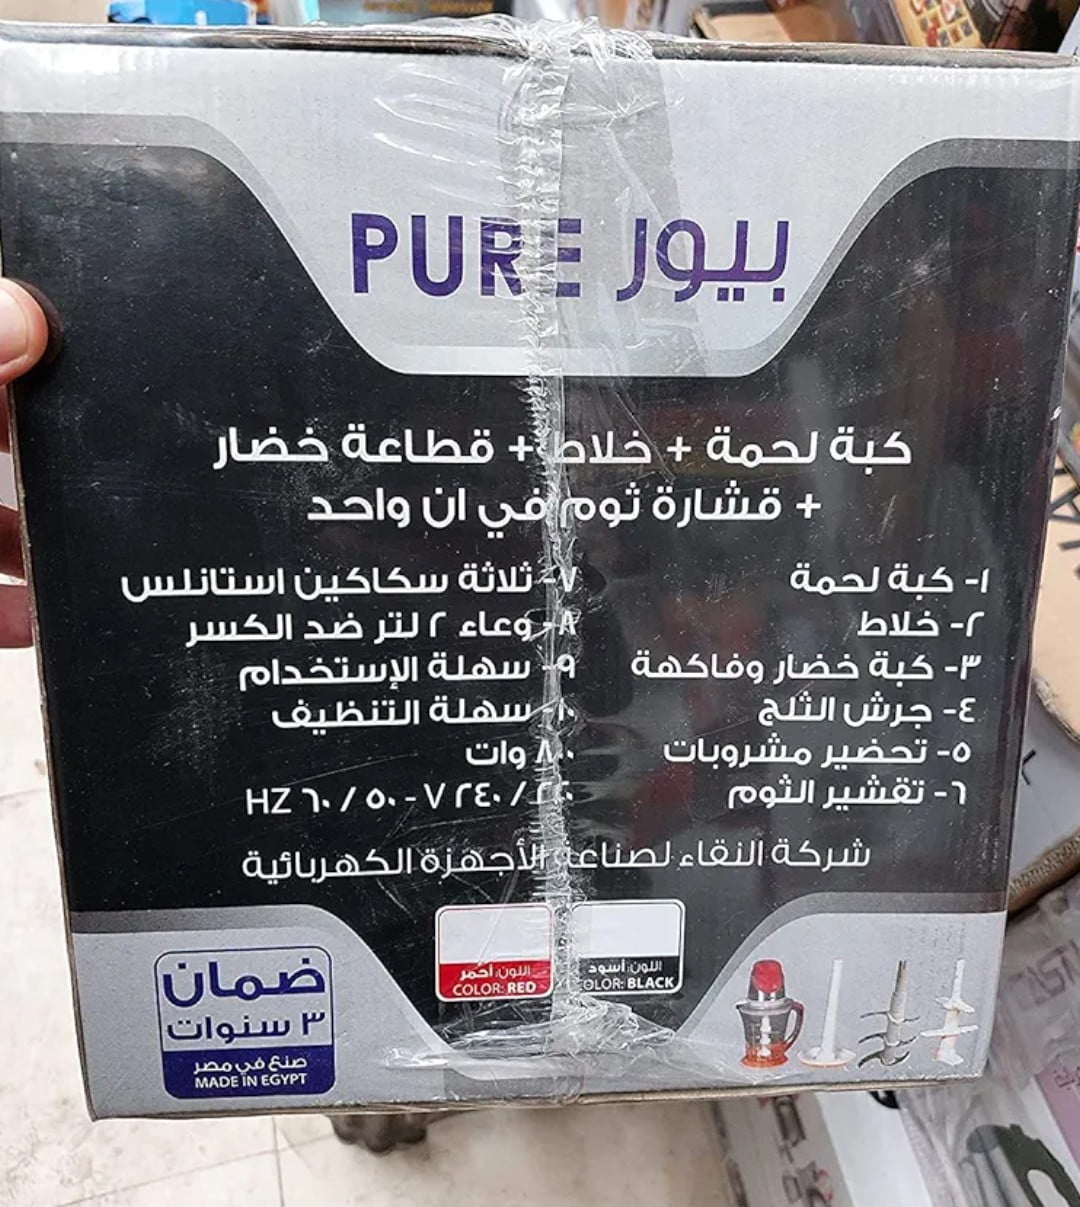 PURE بيور
كبة لحمة + خلاط + قطاعة خضار
+ قشارة ثوم في ان واحد
١- كبة لحمة
٢- خلاط
٣- كبة خضار وفاكهة
٤- جرش الثلج
٥- تحضير مشروبات
٦- تقشير الثوم
٧- ثلاثة سكاكين استانلس
٨- وعاء ٢ لتر ضد الكسر
٩- سهلة الإستخدام
١٠- سهلة التنظيف
٨٠٠ وات
٢٢٠/٢٤٠ V - ٥٠/٦٠ HZ
شركة النقاء لصناعة الأجهزة الكهربائية
اللون: أحمر
COLOR: RED
اللون: أسود
COLOR: BLACK
ضمان
٣ سنوات
صنع في مصر
MADE IN EGYPT